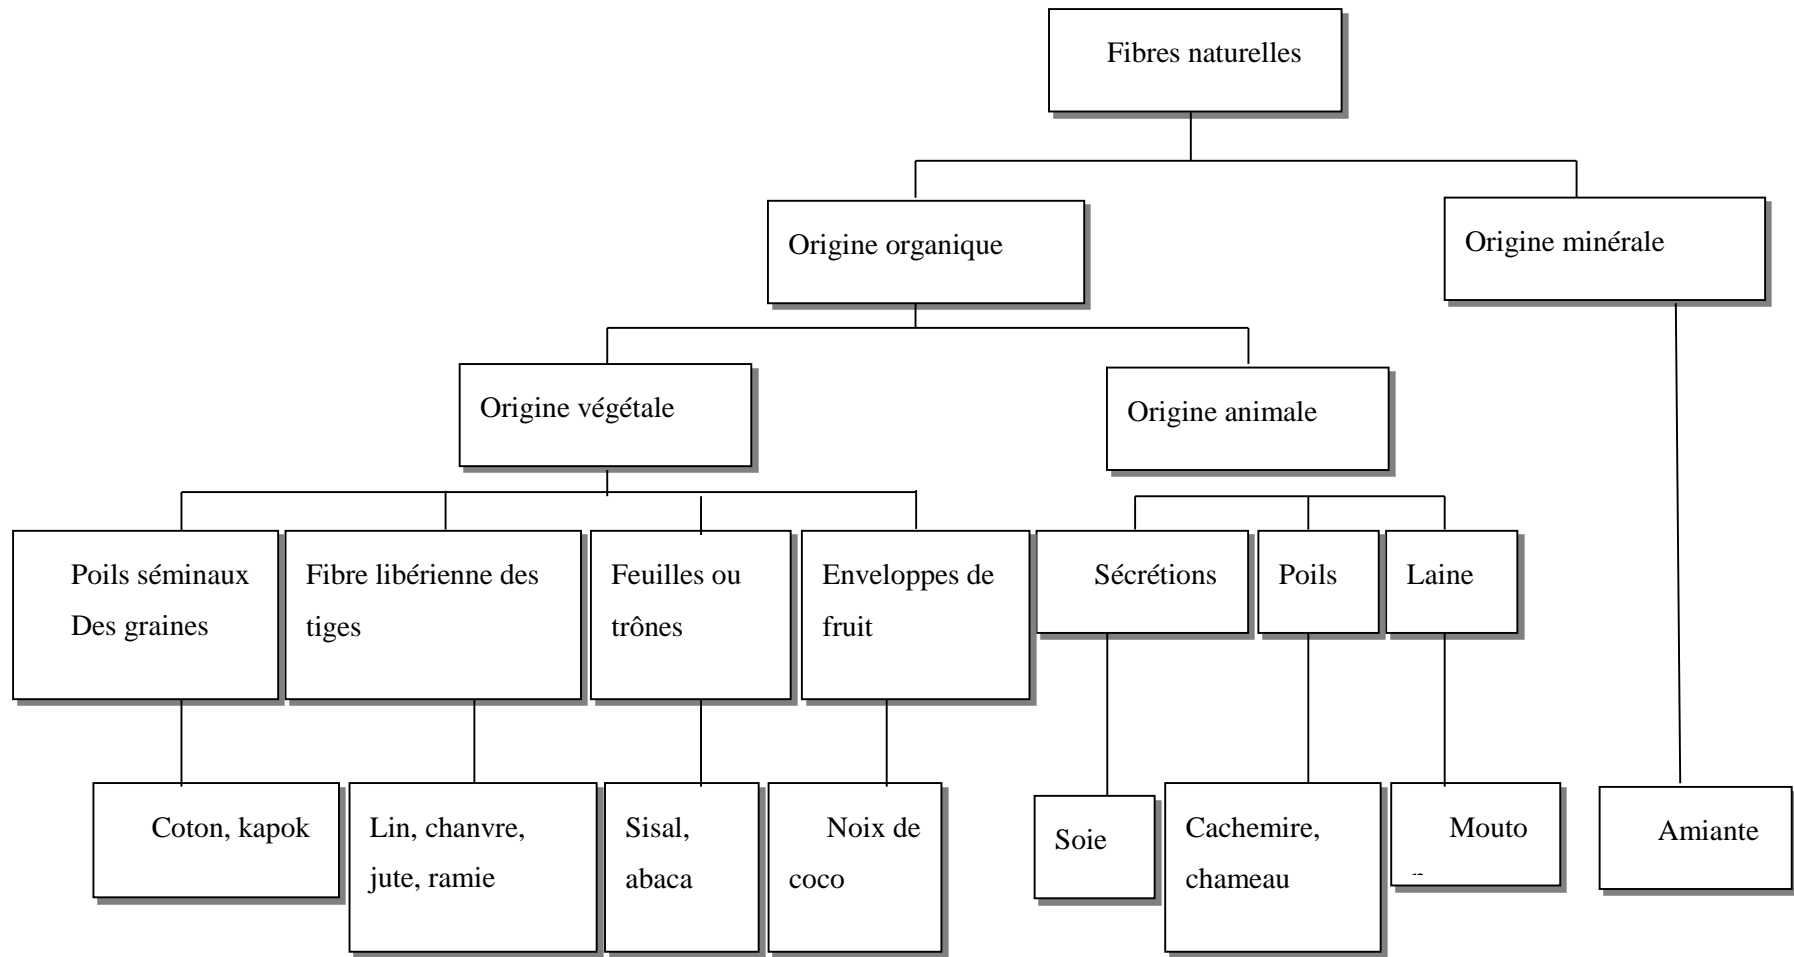 Fibres naturelles
Origine organique
Origine minérale
Origine végétale
Origine animale
Poils séminaux
Des graines
Fibre libérienne des
tiges
Feuilles ou
trônes
Enveloppes de
fruit
Sécrétions
Poils
Laine
Coton, kapok
Lin, chanvre,
jute, ramie
Sisal,
abaca
Noix de
coco
Soie
Cachemire,
chameau
Mouto
Amiante